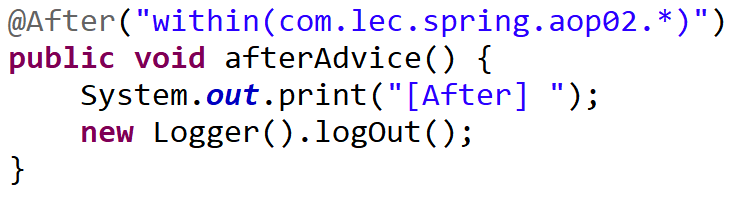 @After("within(com.lec.spring.aop02.*)")
public void afterAdvice() {
    System.out.print("[After] ");
    new Logger().logOut();
}